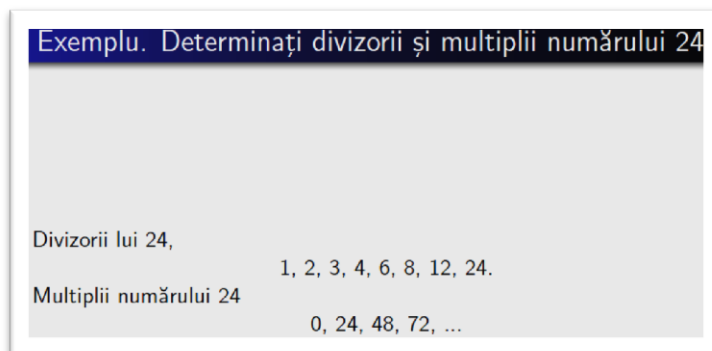 Exemplu. Determinați divizorii și multiplii numărului 24
Divizorii lui 24,
1, 2, 3, 4, 6, 8, 12, 24.
Multiplii numărului 24
0, 24, 48, 72, ...